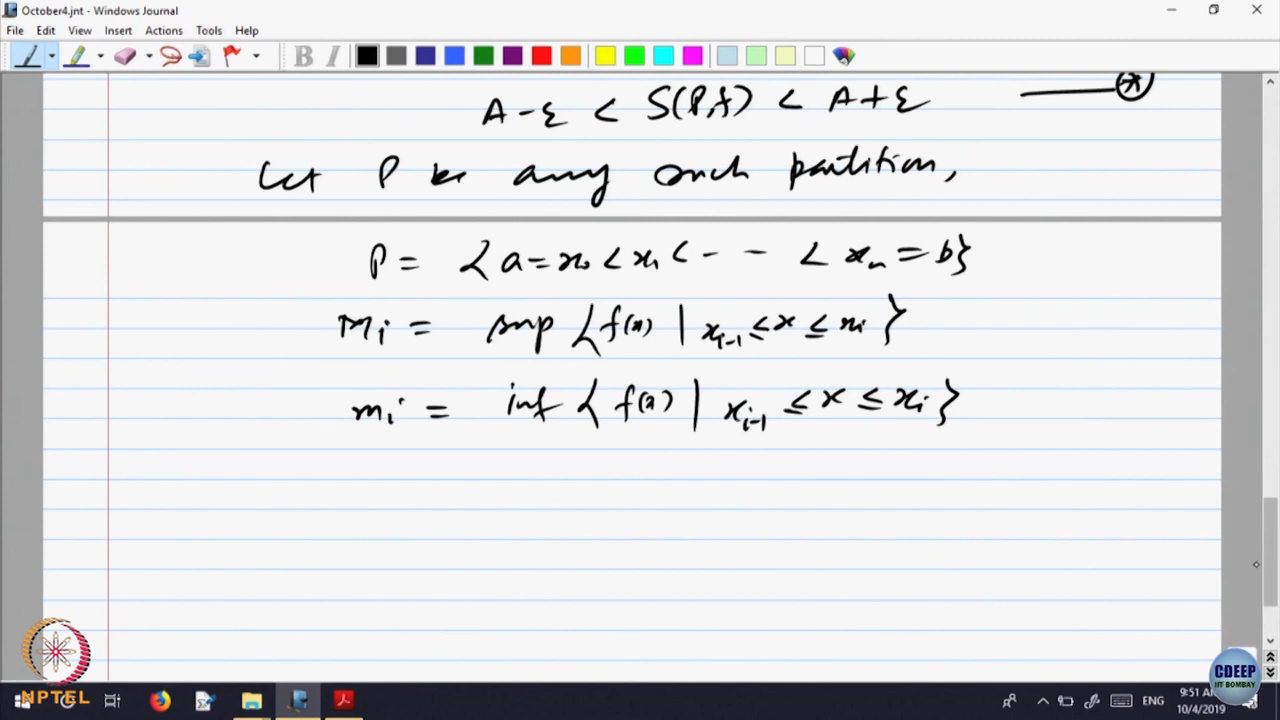 October4.jnt - Windows Journal
File Edit View Insert Actions Tools Help
B I
A - ε < S(P,f) < A + ε ——— ⊛
Let P be any such partition,
P = {a = x₀ < x₁ < - - < xₙ = b}
Mᵢ = sup {f(x) | xᵢ₋₁ ≤ x ≤ xᵢ}
mᵢ = inf {f(x) | xᵢ₋₁ ≤ x ≤ xᵢ}
NPTEL
CDEEP
IIT BOMBAY
ENG
9:51 AM
10/4/2019